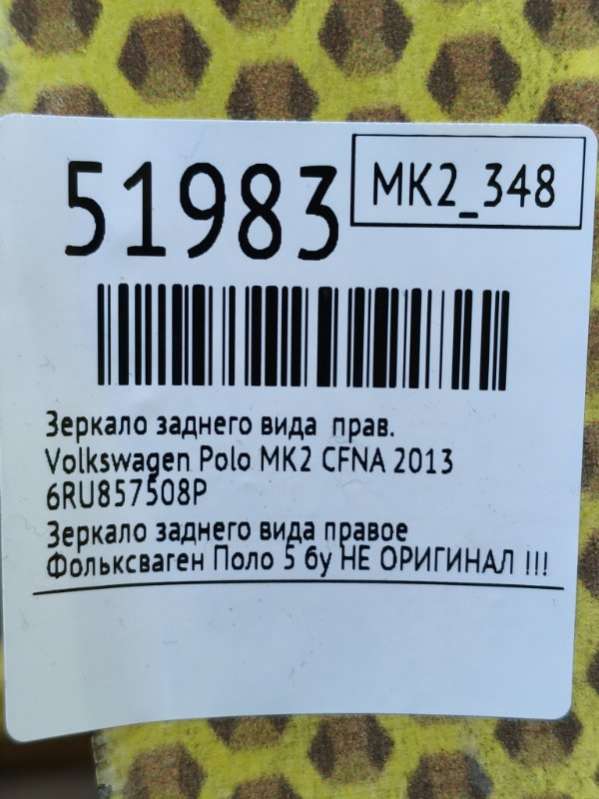 51983
MK2_348
Зеркало заднего вида прав.
Volkswagen Polo MK2 CFNA 2013
6RU857508P
Зеркало заднего вида правое
Фольксваген Поло 5 бу НЕ ОРИГИНАЛ !!!